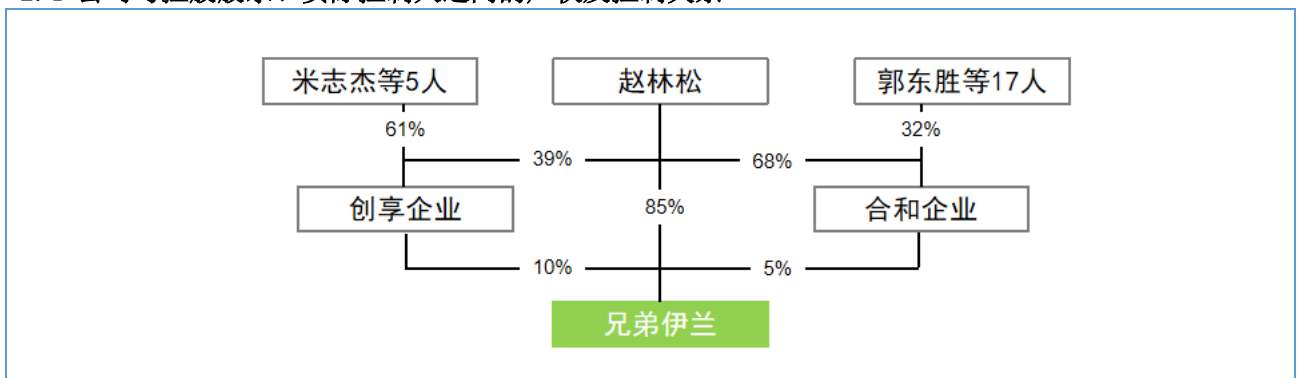 米志杰等5人
赵林松
郭东胜等17人
61%
32%
39%
68%
创享企业
85%
合和企业
10%
5%
兄弟伊兰